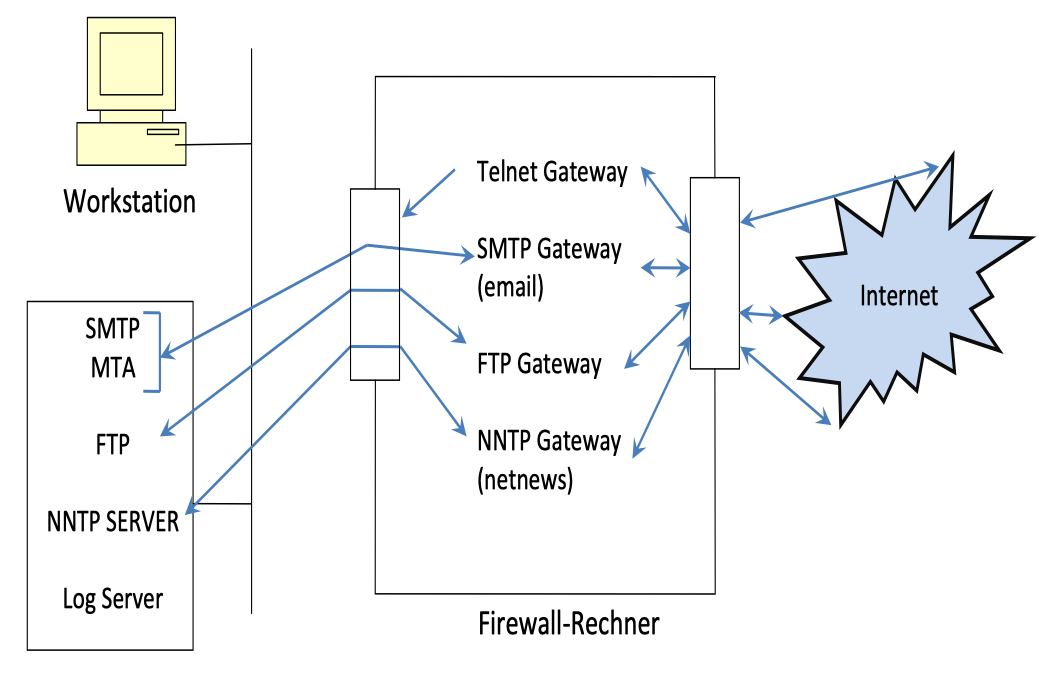 Workstation
SMTP
MTA
FTP
NNTP SERVER
Log Server
Telnet Gateway
SMTP Gateway
(email)
FTP Gateway
NNTP Gateway
(netnews)
Firewall-Rechner
Internet